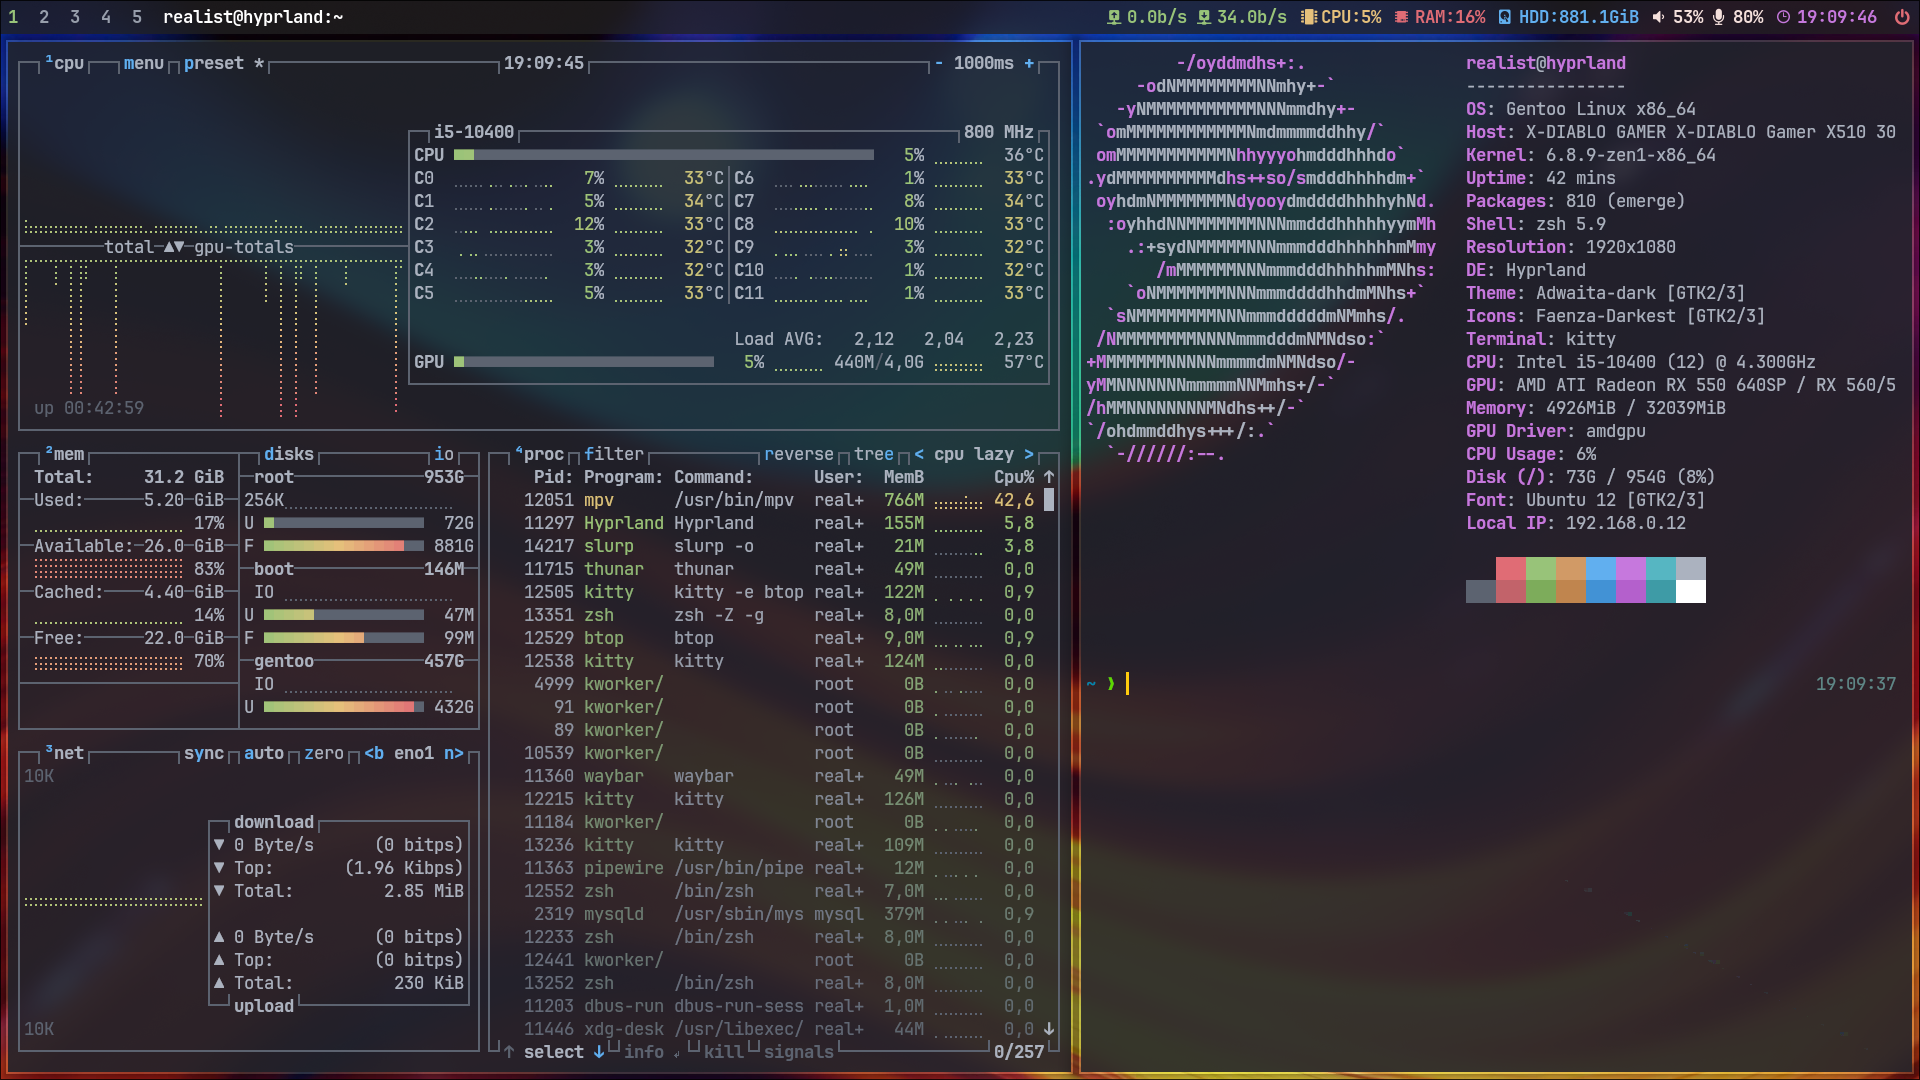 1 2 3 4 5 realist@hyprland:~ 0.0b/s 34.0b/s CPU:5% RAM:16% HDD:881.1GiB 53% 80% 19:09:46
¹cpu menu preset * 19:09:45 - 1000ms +
i5-10400 800 MHz
CPU 5% 36°C
C0 7% 33°C C6 1% 33°C
C1 5% 34°C C7 8% 34°C
C2 12% 33°C C8 10% 33°C
C3 3% 32°C C9 3% 32°C
C4 3% 32°C C10 1% 32°C
C5 5% 33°C C11 1% 33°C
total ▲▼ gpu-totals
Load AVG: 2,12 2,04 2,23
GPU 5% 440M/4,0G 57°C
up 00:42:59
²mem disks io
Total: 31.2 GiB
Used: 5.20 GiB
17%
Available: 26.0 GiB
83%
Cached: 4.40 GiB
14%
Free: 22.0 GiB
70%
root 953G
256K
U 72G
F 881G
boot 146M
IO
U 47M
F 99M
gentoo 457G
IO
U 432G
³net sync auto zero <b eno1 n>
10K
download
▼ 0 Byte/s (0 bitps)
▼ Top: (1.96 Kibps)
▼ Total: 2.85 MiB
▲ 0 Byte/s (0 bitps)
▲ Top: (0 bitps)
▲ Total: 230 KiB
upload
10K
⁴proc filter reverse tree < cpu lazy >
Pid: Program: Command: User: MemB Cpu% ↑
12051 mpv /usr/bin/mpv real+ 766M 42,6
11297 Hyprland Hyprland real+ 155M 5,8
14217 slurp slurp -o real+ 21M 3,8
11715 thunar thunar real+ 49M 0,0
12505 kitty kitty -e btop real+ 122M 0,9
13351 zsh zsh -Z -g real+ 8,0M 0,0
12529 btop btop real+ 9,0M 0,9
12538 kitty kitty real+ 124M 0,0
4999 kworker/ root 0B 0,0
91 kworker/ root 0B 0,0
89 kworker/ root 0B 0,0
10539 kworker/ root 0B 0,0
11360 waybar waybar real+ 49M 0,0
12215 kitty kitty real+ 126M 0,0
11184 kworker/ root 0B 0,0
13236 kitty kitty real+ 109M 0,0
11363 pipewire /usr/bin/pipe real+ 12M 0,0
12552 zsh /bin/zsh real+ 7,0M 0,0
2319 mysqld /usr/sbin/mys mysql 379M 0,9
12233 zsh /bin/zsh real+ 8,0M 0,0
12441 kworker/ root 0B 0,0
13252 zsh /bin/zsh real+ 8,0M 0,0
11203 dbus-run dbus-run-sess real+ 1,0M 0,0
11446 xdg-desk /usr/libexec/ real+ 44M 0,0 ↓
↑ select ↓ info ↲ kill signals 0/257
-/oyddmdhs+:.
-odNMMMMMMMMNNmhy+-`
-yNMMMMMMMMMMMNNNmmdhy+-
`omMMMMMMMMMMMMNmdmmmmddhhy/`
omMMMMMMMMMMMNhhyyyohmdddhhhdo`
.ydMMMMMMMMMMdhs++so/smdddhhhhdm+`
oyhdmNMMMMMMMNdyooydmddddhhhhyhNd.
:oyhhdNNMMMMMMMNNNmmdddhhhhhyymMh
.:+sydNMMMMMNNNmmmdddhhhhhhmMmy
/mMMMMMMNNNmmmdddhhhhhmMNhs:
`oNMMMMMMMNNNmmmddddhhdmMNhs+`
`sNMMMMMMMMNNNmmmdddddmNMmhs/.
/NMMMMMMMMNNNNmmmdddmNMNdso:`
+MMMMMMMNNNNNmmmmdmNMNdso/-
yMMNNNNNNNmmmmmNNMmhs+/-`
/hMMNNNNNNNNMNdhs++/-`
`/ohdmmddhys+++/:.`
`-//////:--.
realist@hyprland
----------------
OS: Gentoo Linux x86_64
Host: X-DIABLO GAMER X-DIABLO Gamer X510 30
Kernel: 6.8.9-zen1-x86_64
Uptime: 42 mins
Packages: 810 (emerge)
Shell: zsh 5.9
Resolution: 1920x1080
DE: Hyprland
Theme: Adwaita-dark [GTK2/3]
Icons: Faenza-Darkest [GTK2/3]
Terminal: kitty
CPU: Intel i5-10400 (12) @ 4.300GHz
GPU: AMD ATI Radeon RX 550 640SP / RX 560/5
Memory: 4926MiB / 32039MiB
GPU Driver: amdgpu
CPU Usage: 6%
Disk (/): 73G / 954G (8%)
Font: Ubuntu 12 [GTK2/3]
Local IP: 192.168.0.12
~ ❯ 19:09:37